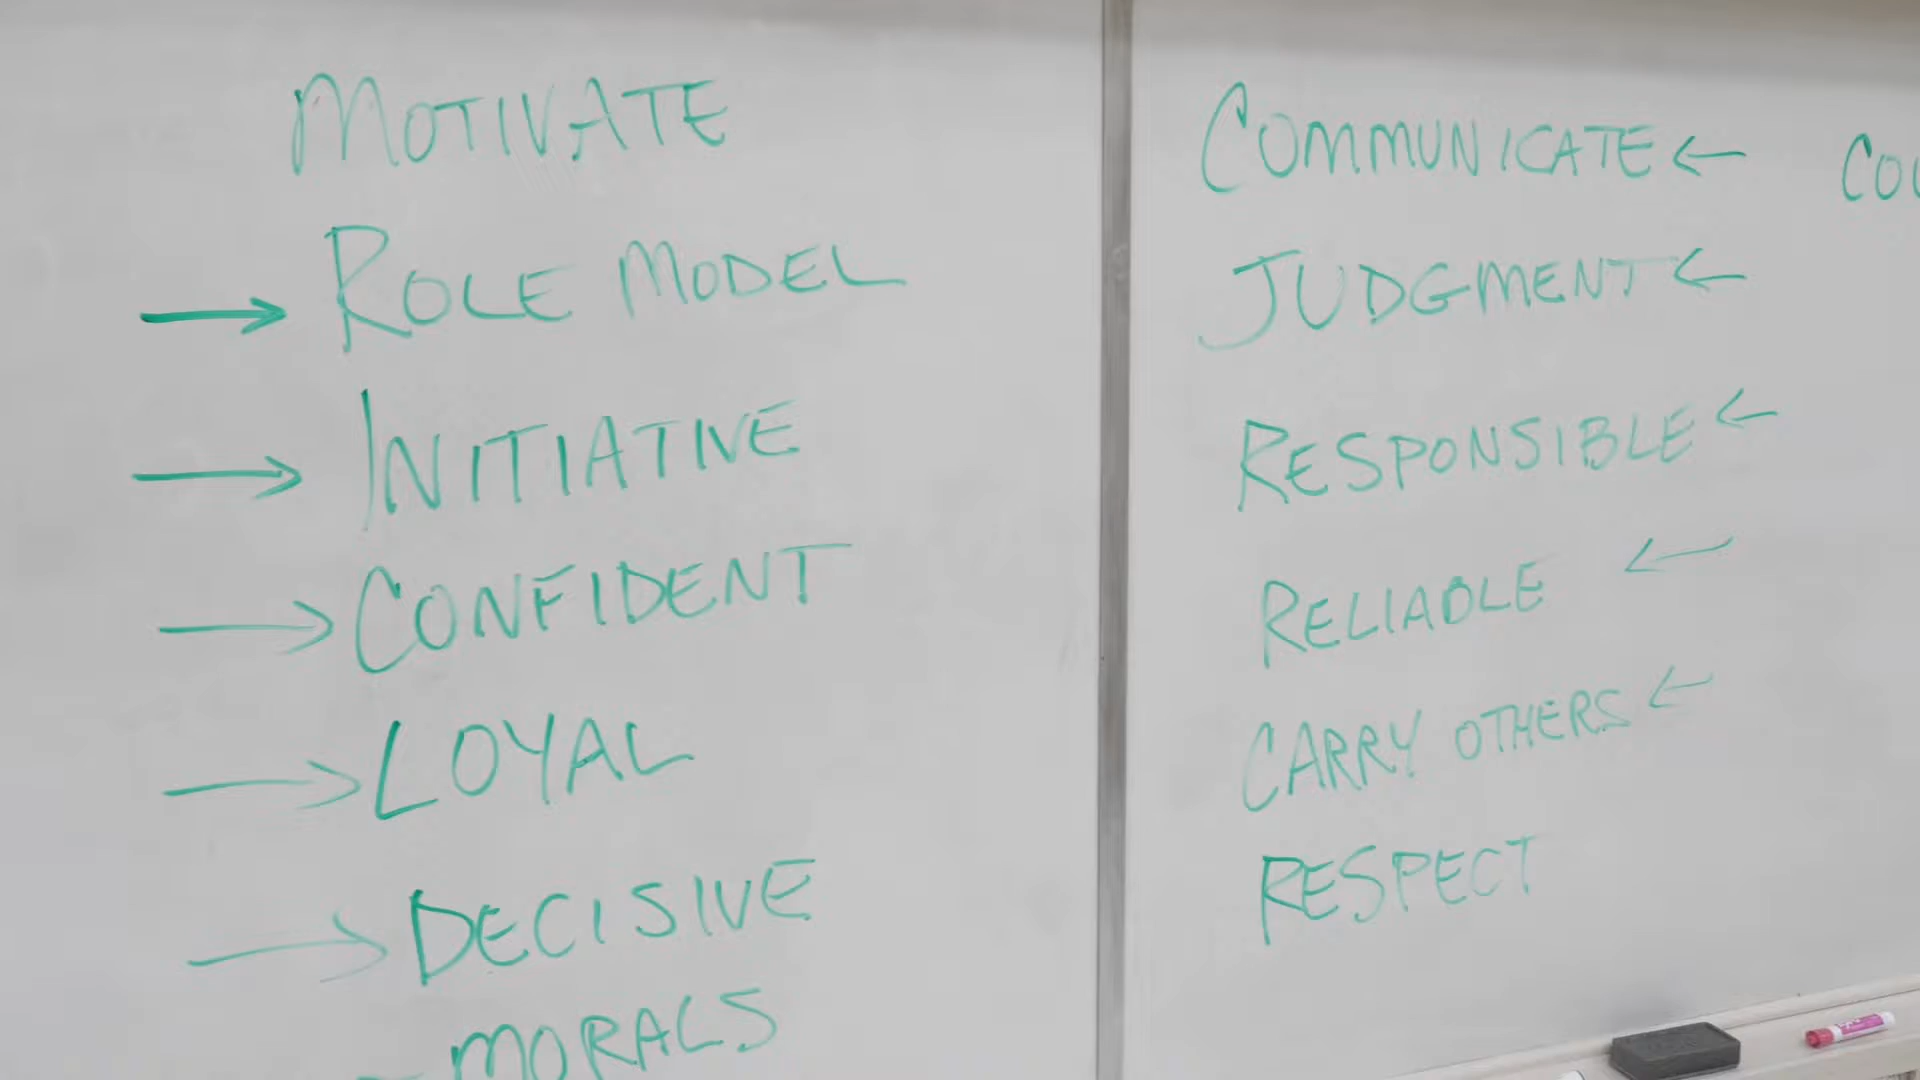 MOTIVATE
→ ROLE MODEL
→ INITIATIVE
→ CONFIDENT
→ LOYAL
→ DECISIVE
MORALS
COMMUNICATE ←
JUDGMENT ←
RESPONSIBLE ←
RELIABLE ←
CARRY OTHERS ←
RESPECT